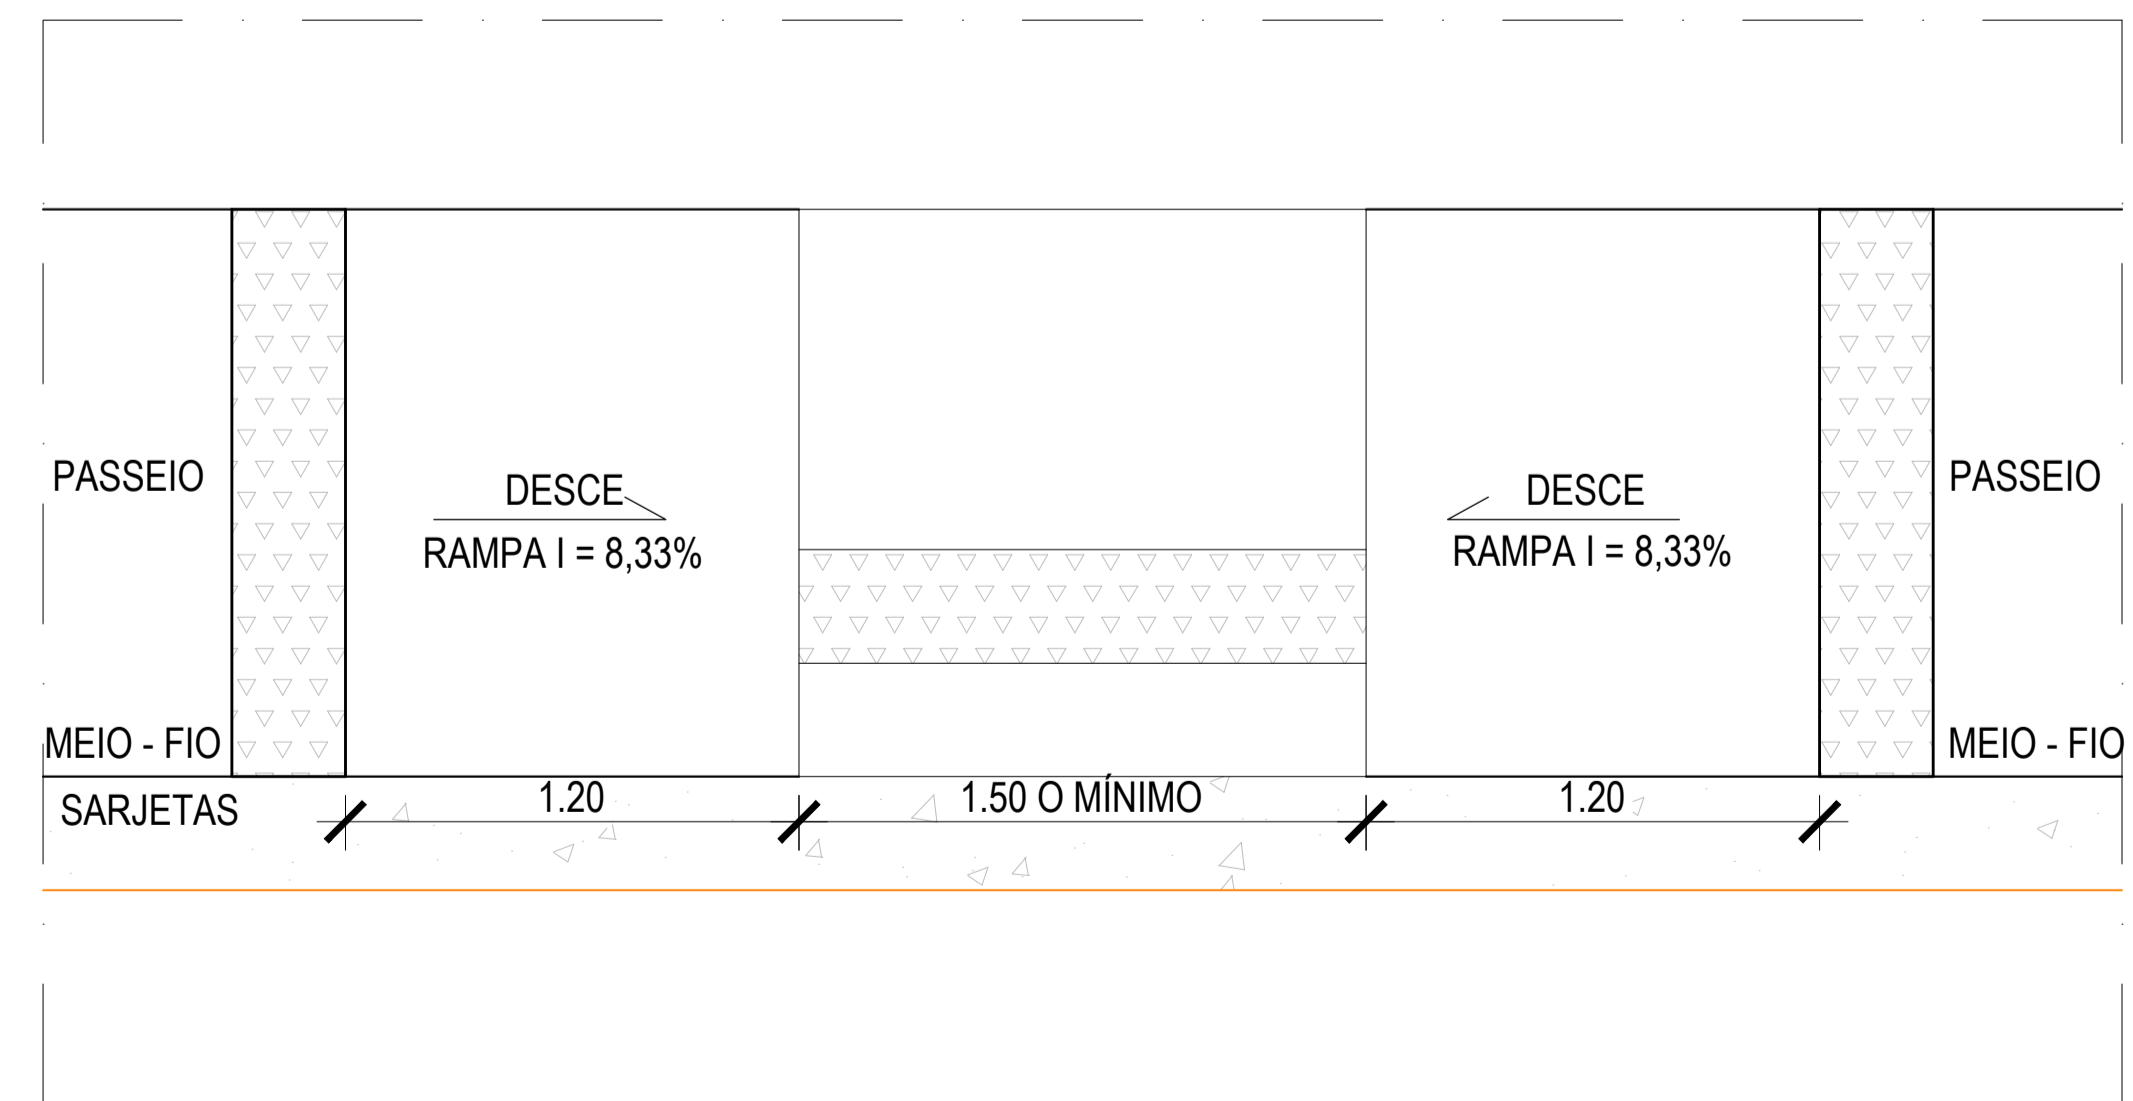 PASSEIO
DESCE
RAMPA I = 8,33%
DESCE
RAMPA I = 8,33%
PASSEIO
MEIO - FIO
MEIO - FIO
SARJETAS
1.20
1.50 O MÍNIMO
1.20